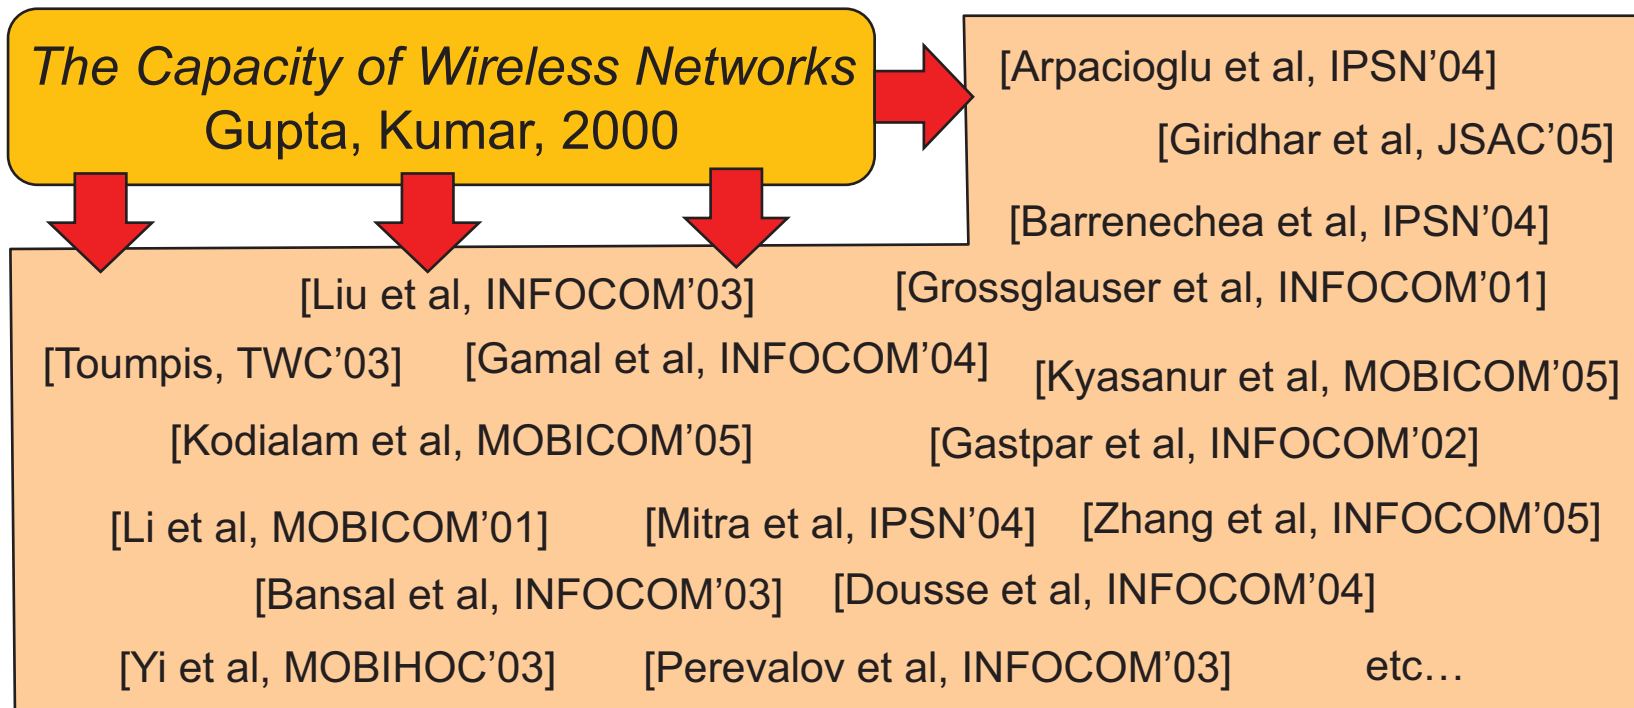 The Capacity of Wireless Networks
Gupta, Kumar, 2000
[Arpacioglu et al, IPSN’04]
[Giridhar et al, JSAC’05]
[Barrenechea et al, IPSN’04]
[Liu et al, INFOCOM’03]
[Grossglauser et al, INFOCOM’01]
[Toumpis, TWC’03]
[Gamal et al, INFOCOM’04]
[Kyasanur et al, MOBICOM’05]
[Kodialam et al, MOBICOM’05]
[Gastpar et al, INFOCOM’02]
[Li et al, MOBICOM’01]
[Mitra et al, IPSN’04]
[Zhang et al, INFOCOM’05]
[Bansal et al, INFOCOM’03]
[Dousse et al, INFOCOM’04]
[Yi et al, MOBIHOC’03]
[Perevalov et al, INFOCOM’03]
etc…